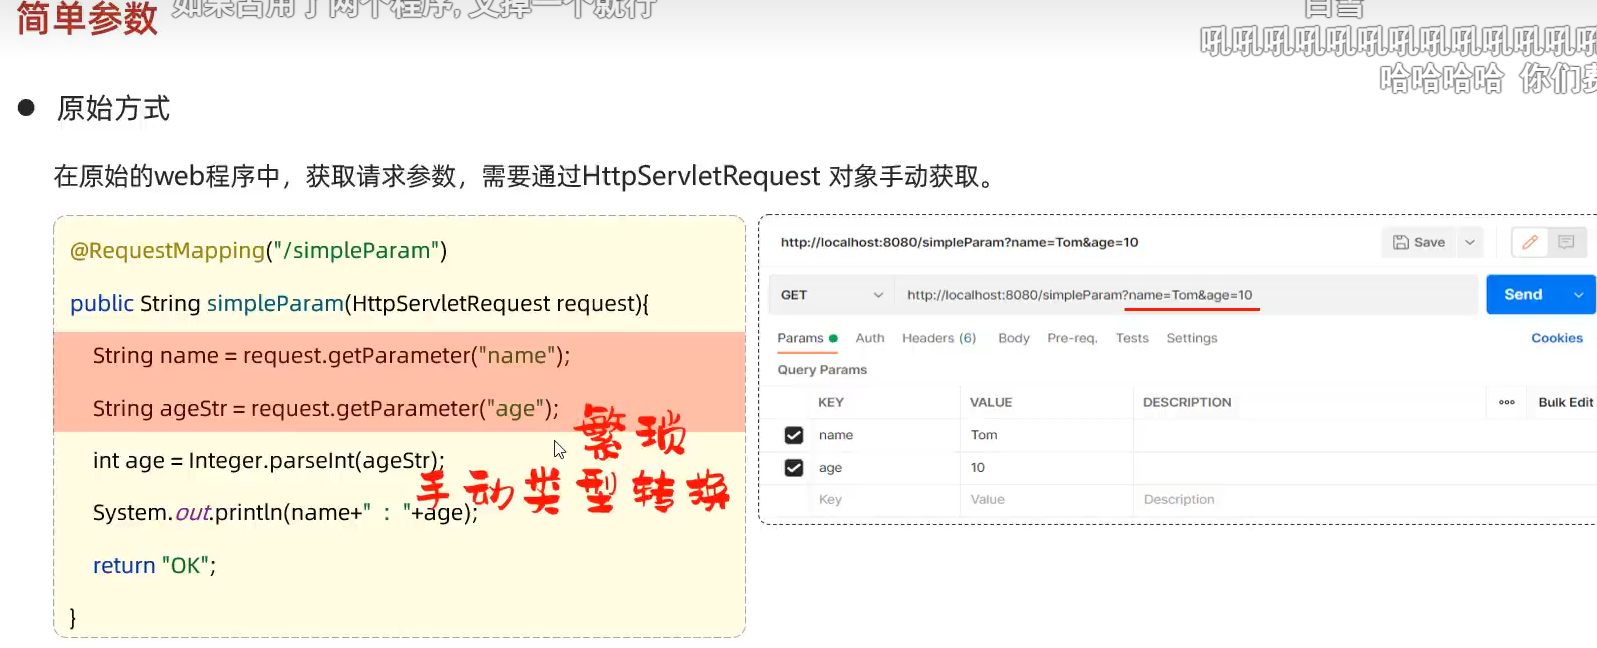 简单参数
如果占用了两个程序，叉掉一个就行
白雪
吼吼吼吼吼吼吼吼吼吼吼吼吼
哈哈哈哈 你们
● 原始方式
在原始的web程序中，获取请求参数，需要通过HttpServletRequest 对象手动获取。
@RequestMapping("/simpleParam")
public String simpleParam(HttpServletRequest request){
String name = request.getParameter("name");
String ageStr = request.getParameter("age");
繁琐
int age = Integer.parseInt(ageStr);
手动类型转换
System.out.println(name+" : "+age);
return "OK";
}
http://localhost:8080/simpleParam?name=Tom&age=10
Save
GET http://localhost:8080/simpleParam?name=Tom&age=10 Send
Params Auth Headers (6) Body Pre-req. Tests Settings Cookies
Query Params
KEY VALUE DESCRIPTION ooo Bulk Edit
name Tom
age 10
Key Value Description